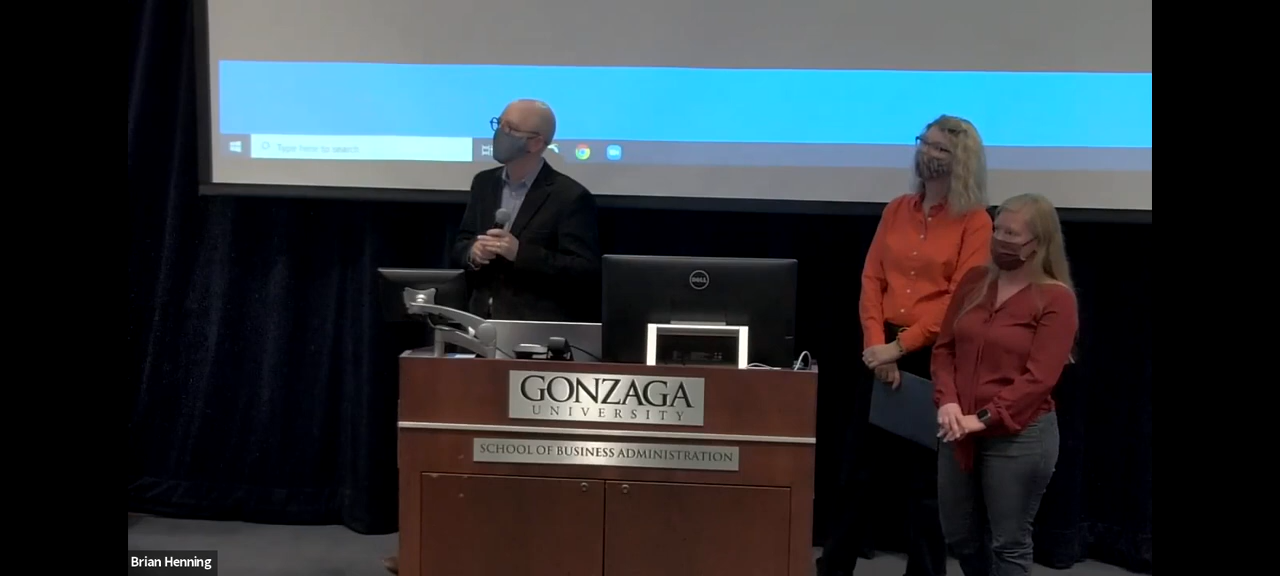 Type here to search
DELL
GONZAGA
UNIVERSITY
SCHOOL OF BUSINESS ADMINISTRATION
Brian Henning